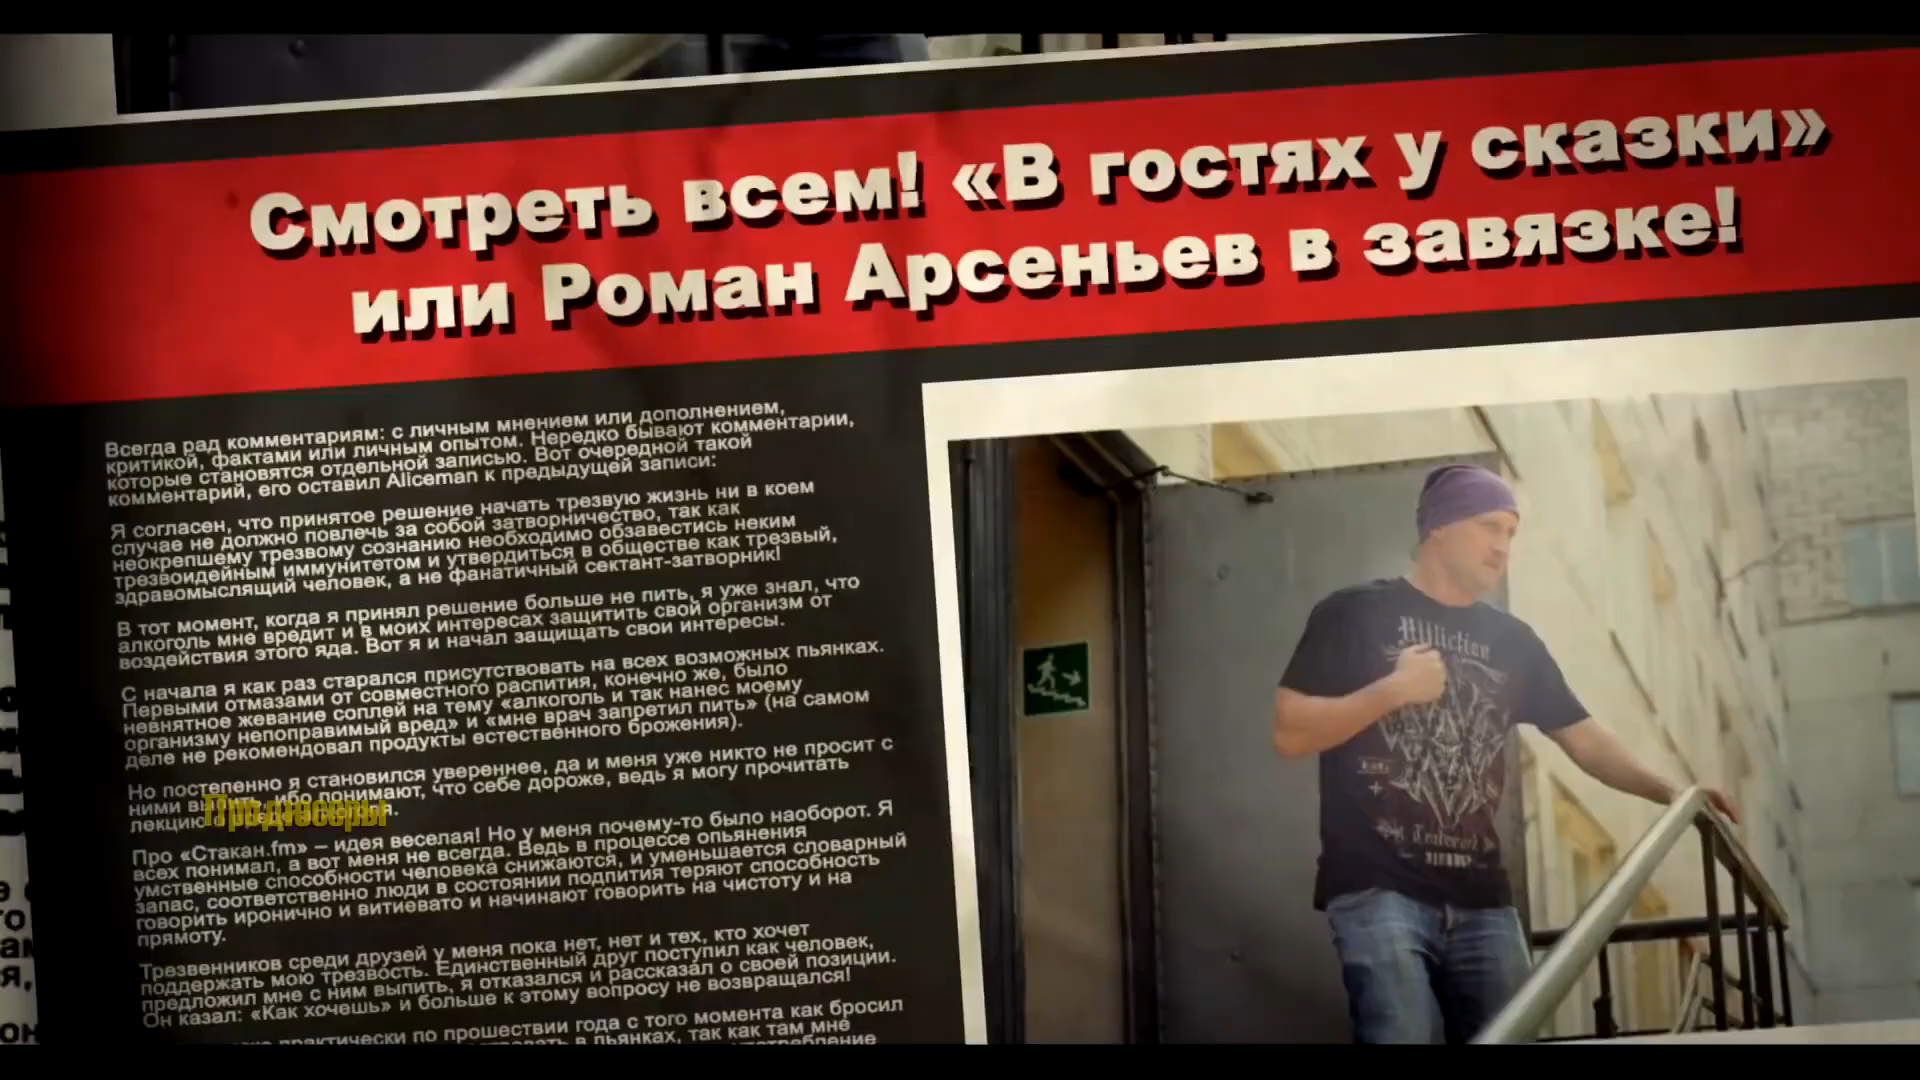 Смотреть всем! «В гостях у сказки»
или Роман Арсеньев в завязке!
Всегда рад комментариям: с личным мнением или дополнением,
критикой, фактами или личным опытом. Нередко бывают комментарии,
которые становятся отдельной записью. Вот очередной такой
комментарий, его оставил Aliceman к предыдущей записи:
Я согласен, что принятое решение начать трезвую жизнь ни в коем
случае не должно повлечь за собой затворничество, так как
неокрепшему трезвому сознанию необходимо обзавестись неким
трезвоидейным иммунитетом и утвердиться в обществе как трезвый,
здравомыслящий человек, а не фанатичный сектант-затворник!
В тот момент, когда я принял решение больше не пить, я уже знал, что
алкоголь мне вредит и в моих интересах защитить свой организм от
воздействия этого яда. Вот я и начал защищать свои интересы.
С начала я как раз старался присутствовать на всех возможных пьянках.
Первыми отмазами от совместного распития, конечно же, было
невнятное жевание соплей на тему «алкоголь и так нанес моему
организму непоправимый вред» и «мне врач запретил пить» (на самом
деле не рекомендовал продукты естественного брожения).
Но постепенно я становился увереннее, да и меня уже никто не просит с
ними ибо понимают, что себе дороже, ведь я могу прочитать
лекцию
Продюсеры
Про «Стакан.fm» – идея веселая! Но у меня почему-то было наоборот. Я
всех понимал, а вот меня не всегда. Ведь в процессе опьянения
умственные способности человека снижаются, и уменьшается словарный
запас, соответственно люди в состоянии подпития теряют способность
говорить иронично и витиевато и начинают говорить на чистоту и на
прямоту.
Трезвенников среди друзей у меня пока нет, нет и тех, кто хочет
поддержать мою трезвость. Единственный друг поступил как человек,
предложил мне с ним выпить, я отказался и рассказал о своей позиции.
Он казал: «Как хочешь» и больше к этому вопросу не возвращался!
практически по прошествии года с того момента как бросил
в пьянках, так как там мне
Affliction